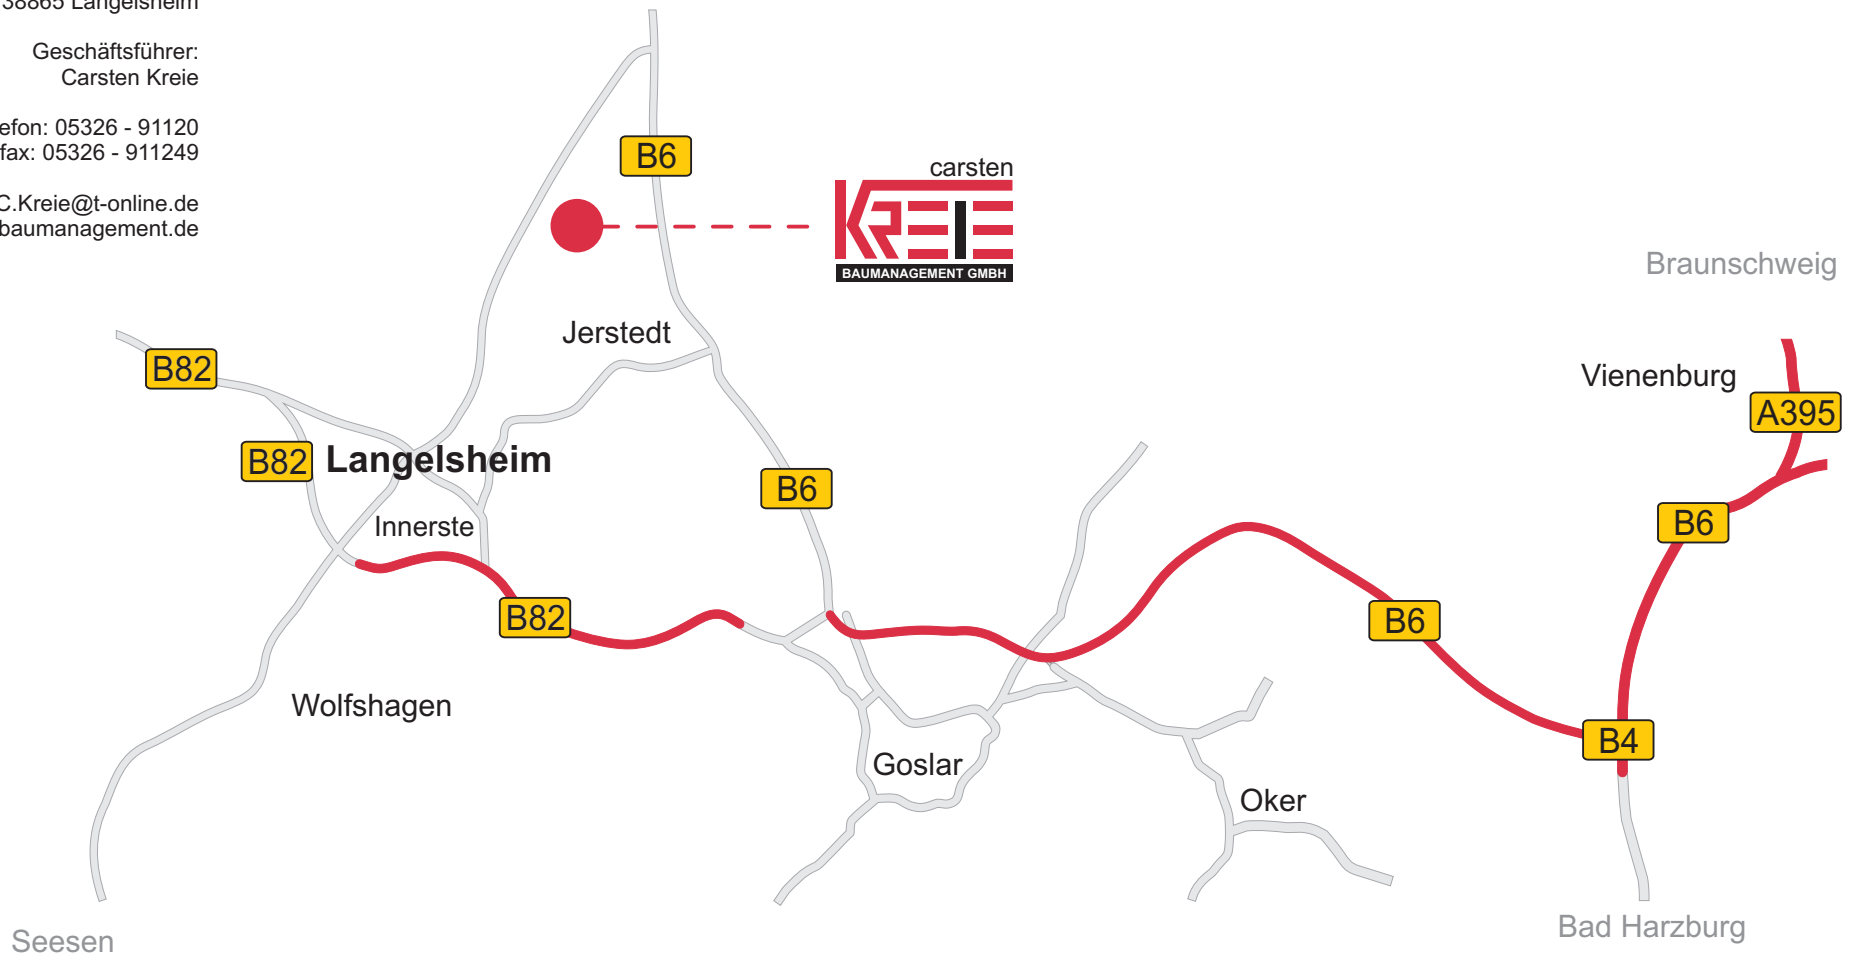 38865 Langelsheim
Geschäftsführer:
Carsten Kreie
efon: 05326 - 91120
fax: 05326 - 911249
C.Kreie@t-online.de
baumanagement.de
B6
carsten
KREIE
BAUMANAGEMENT GMBH
Braunschweig
Jerstedt
B82
Vienenburg
A395
B82
Langelsheim
B6
Innerste
B6
B82
B6
Wolfshagen
B4
Goslar
Oker
Bad Harzburg
Seesen